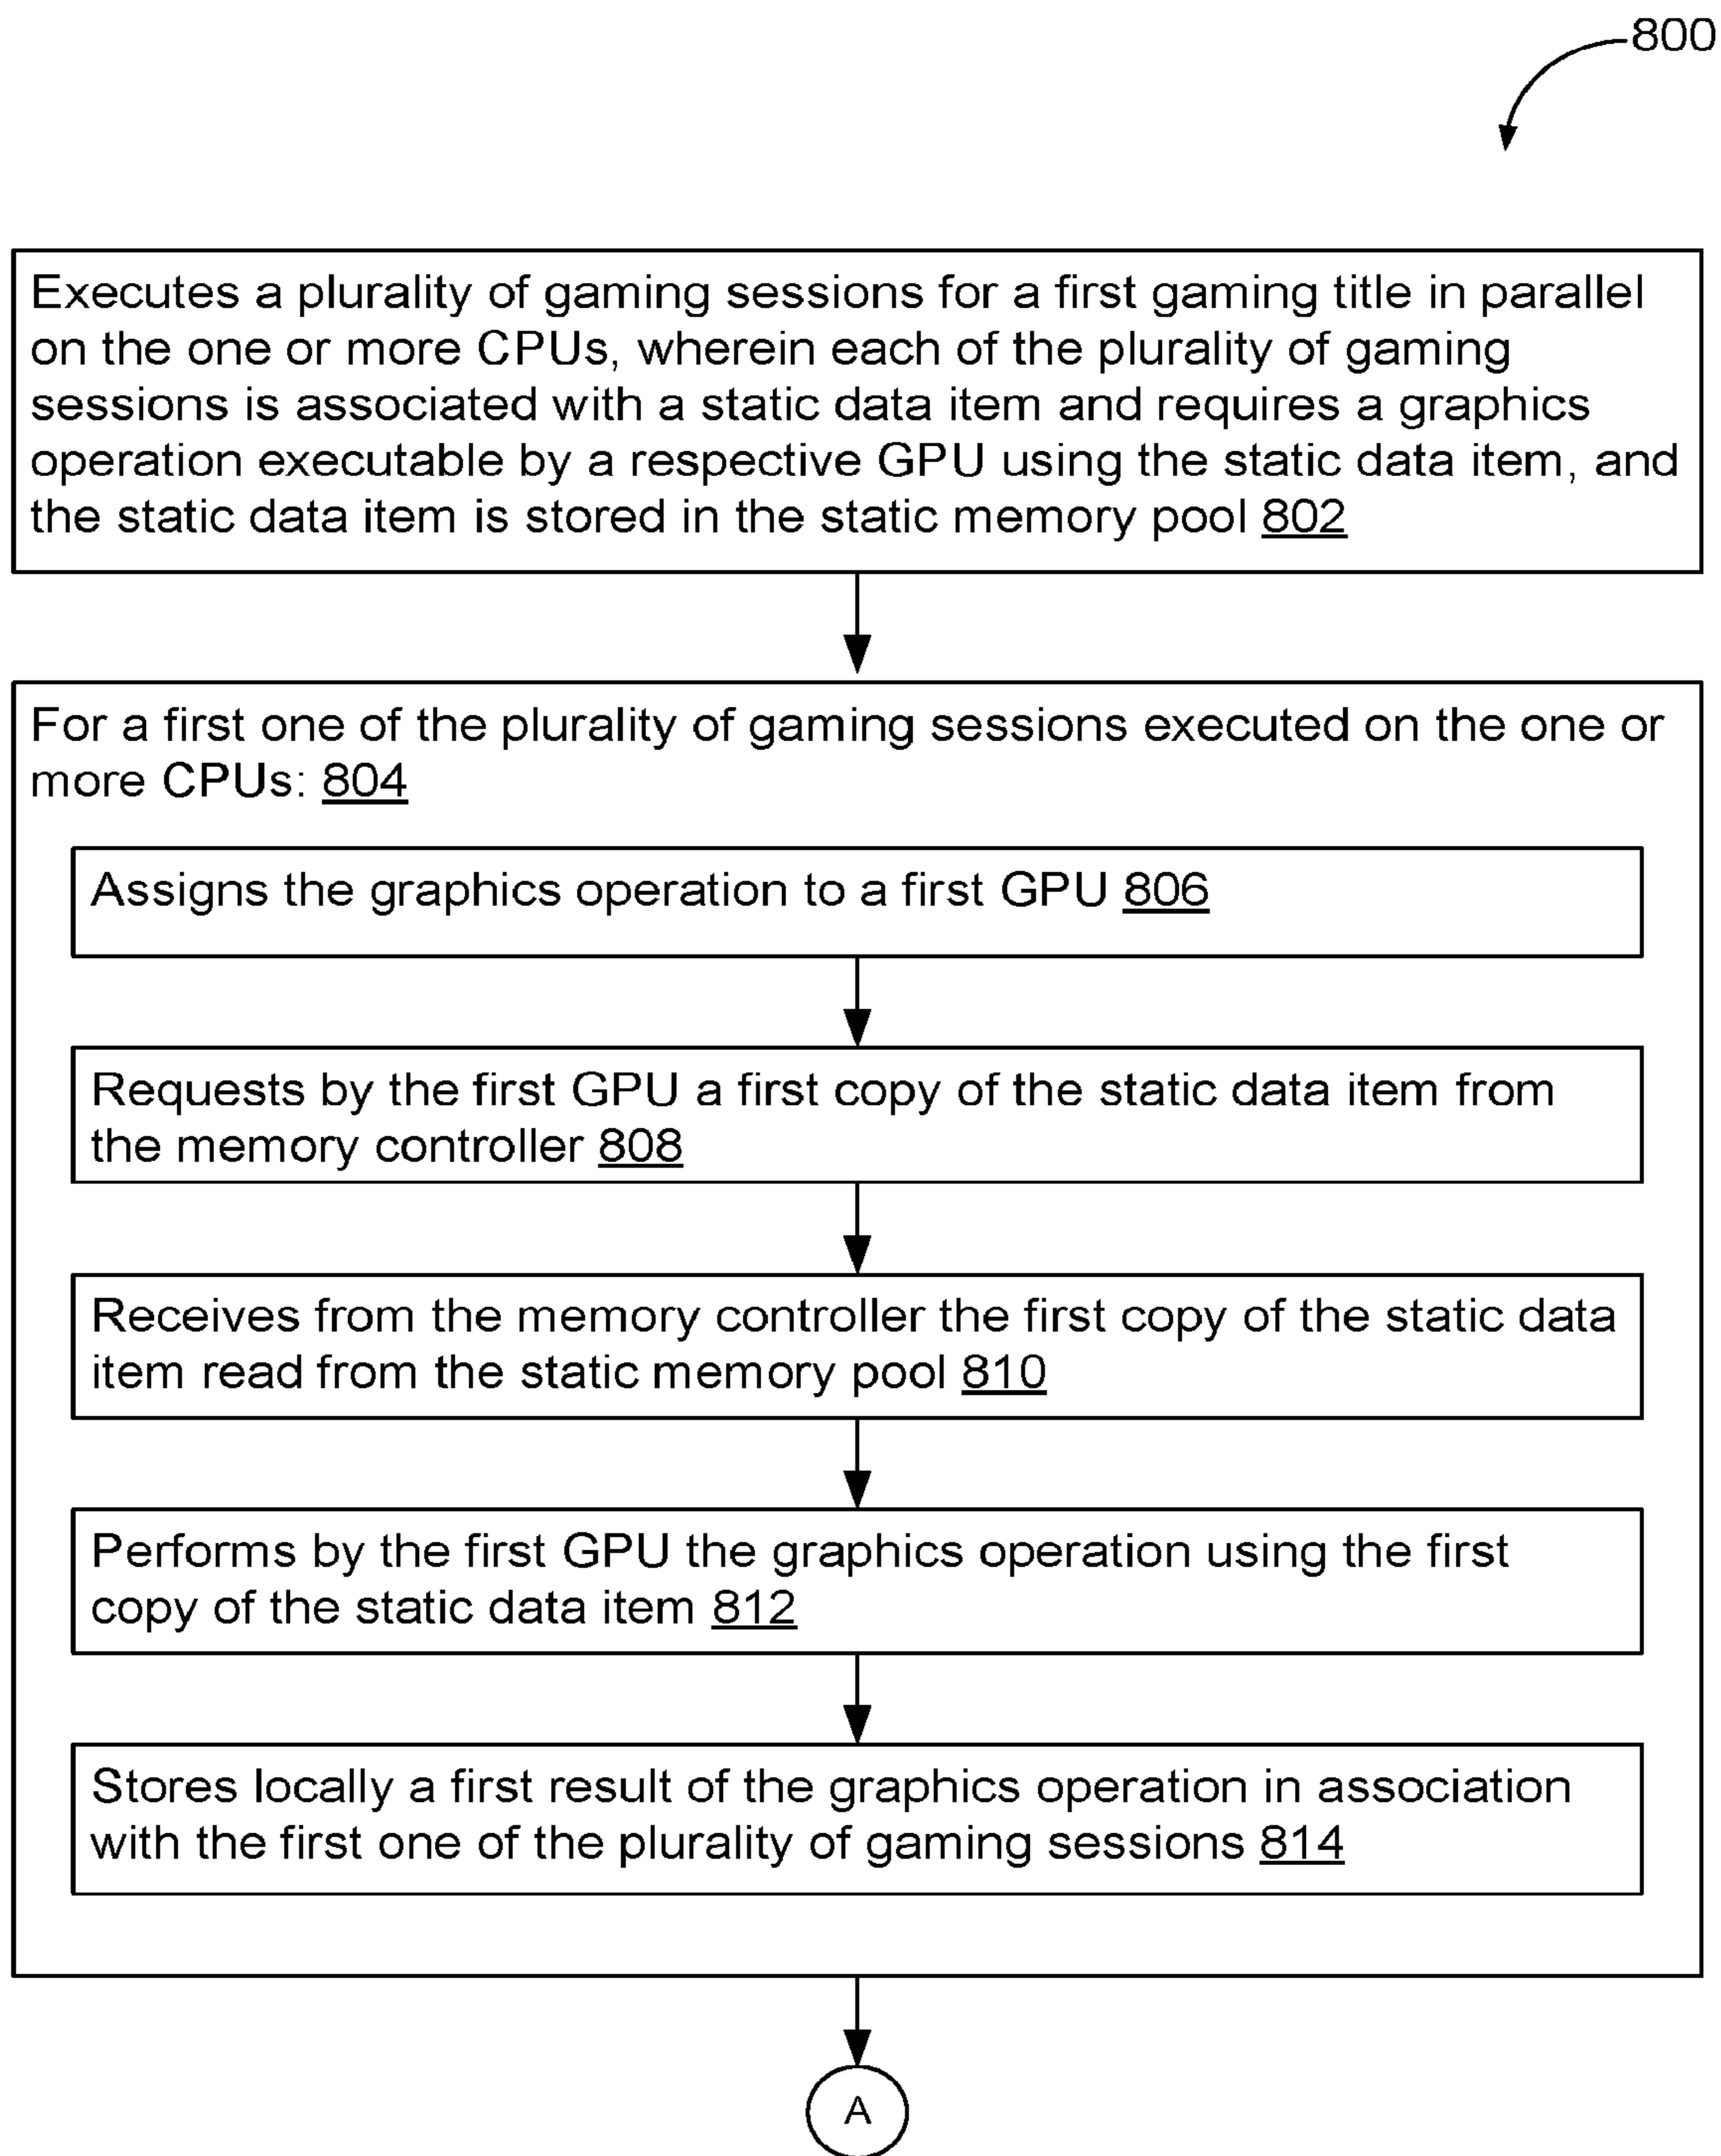 800
Executes a plurality of gaming sessions for a first gaming title in parallel
on the one or more CPUs, wherein each of the plurality of gaming
sessions is associated with a static data item and requires a graphics
operation executable by a respective GPU using the static data item, and
the static data item is stored in the static memory pool 802
For a first one of the plurality of gaming sessions executed on the one or
more CPUs: 804
Assigns the graphics operation to a first GPU 806
Requests by the first GPU a first copy of the static data item from
the memory controller 808
Receives from the memory controller the first copy of the static data
item read from the static memory pool 810
Performs by the first GPU the graphics operation using the first
copy of the static data item 812
Stores locally a first result of the graphics operation in association
with the first one of the plurality of gaming sessions 814
A